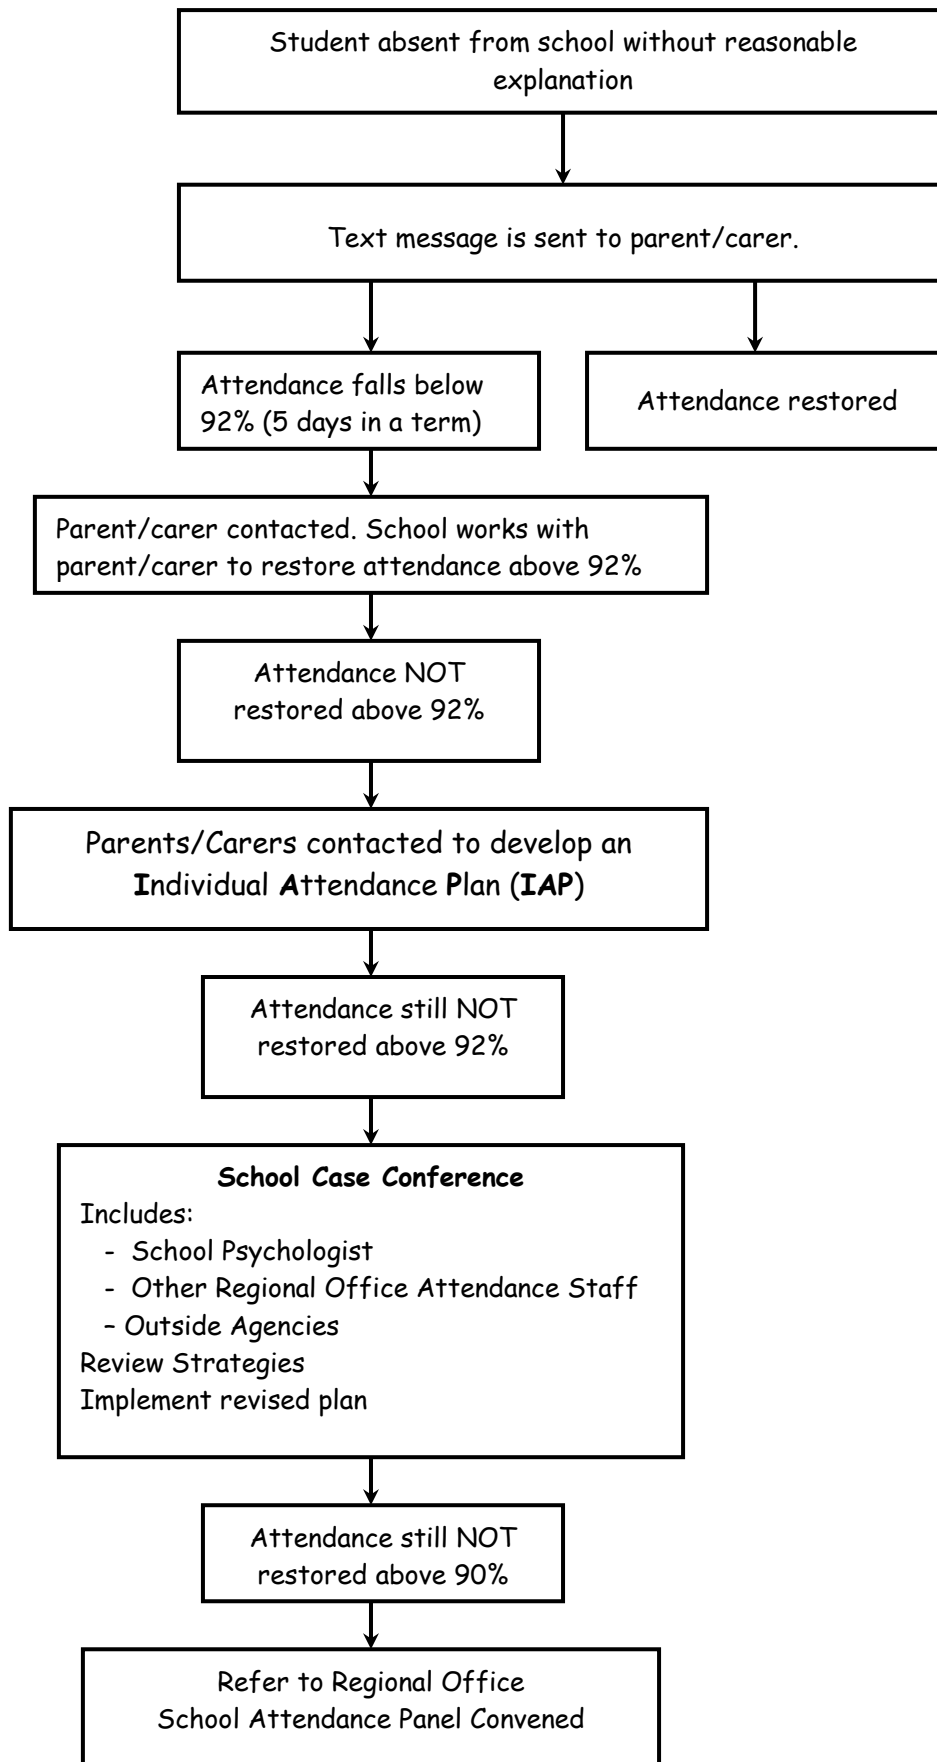 Student absent from school without reasonable
explanation
Text message is sent to parent/carer.
Attendance falls below
92% (5 days in a term)
Attendance restored
Parent/carer contacted. School works with
parent/carer to restore attendance above 92%
Attendance NOT
restored above 92%
Parents/Carers contacted to develop an
Individual Attendance Plan (IAP)
Attendance still NOT
restored above 92%
School Case Conference
Includes:
- School Psychologist
- Other Regional Office Attendance Staff
– Outside Agencies
Review Strategies
Implement revised plan
Attendance still NOT
restored above 90%
Refer to Regional Office
School Attendance Panel Convened